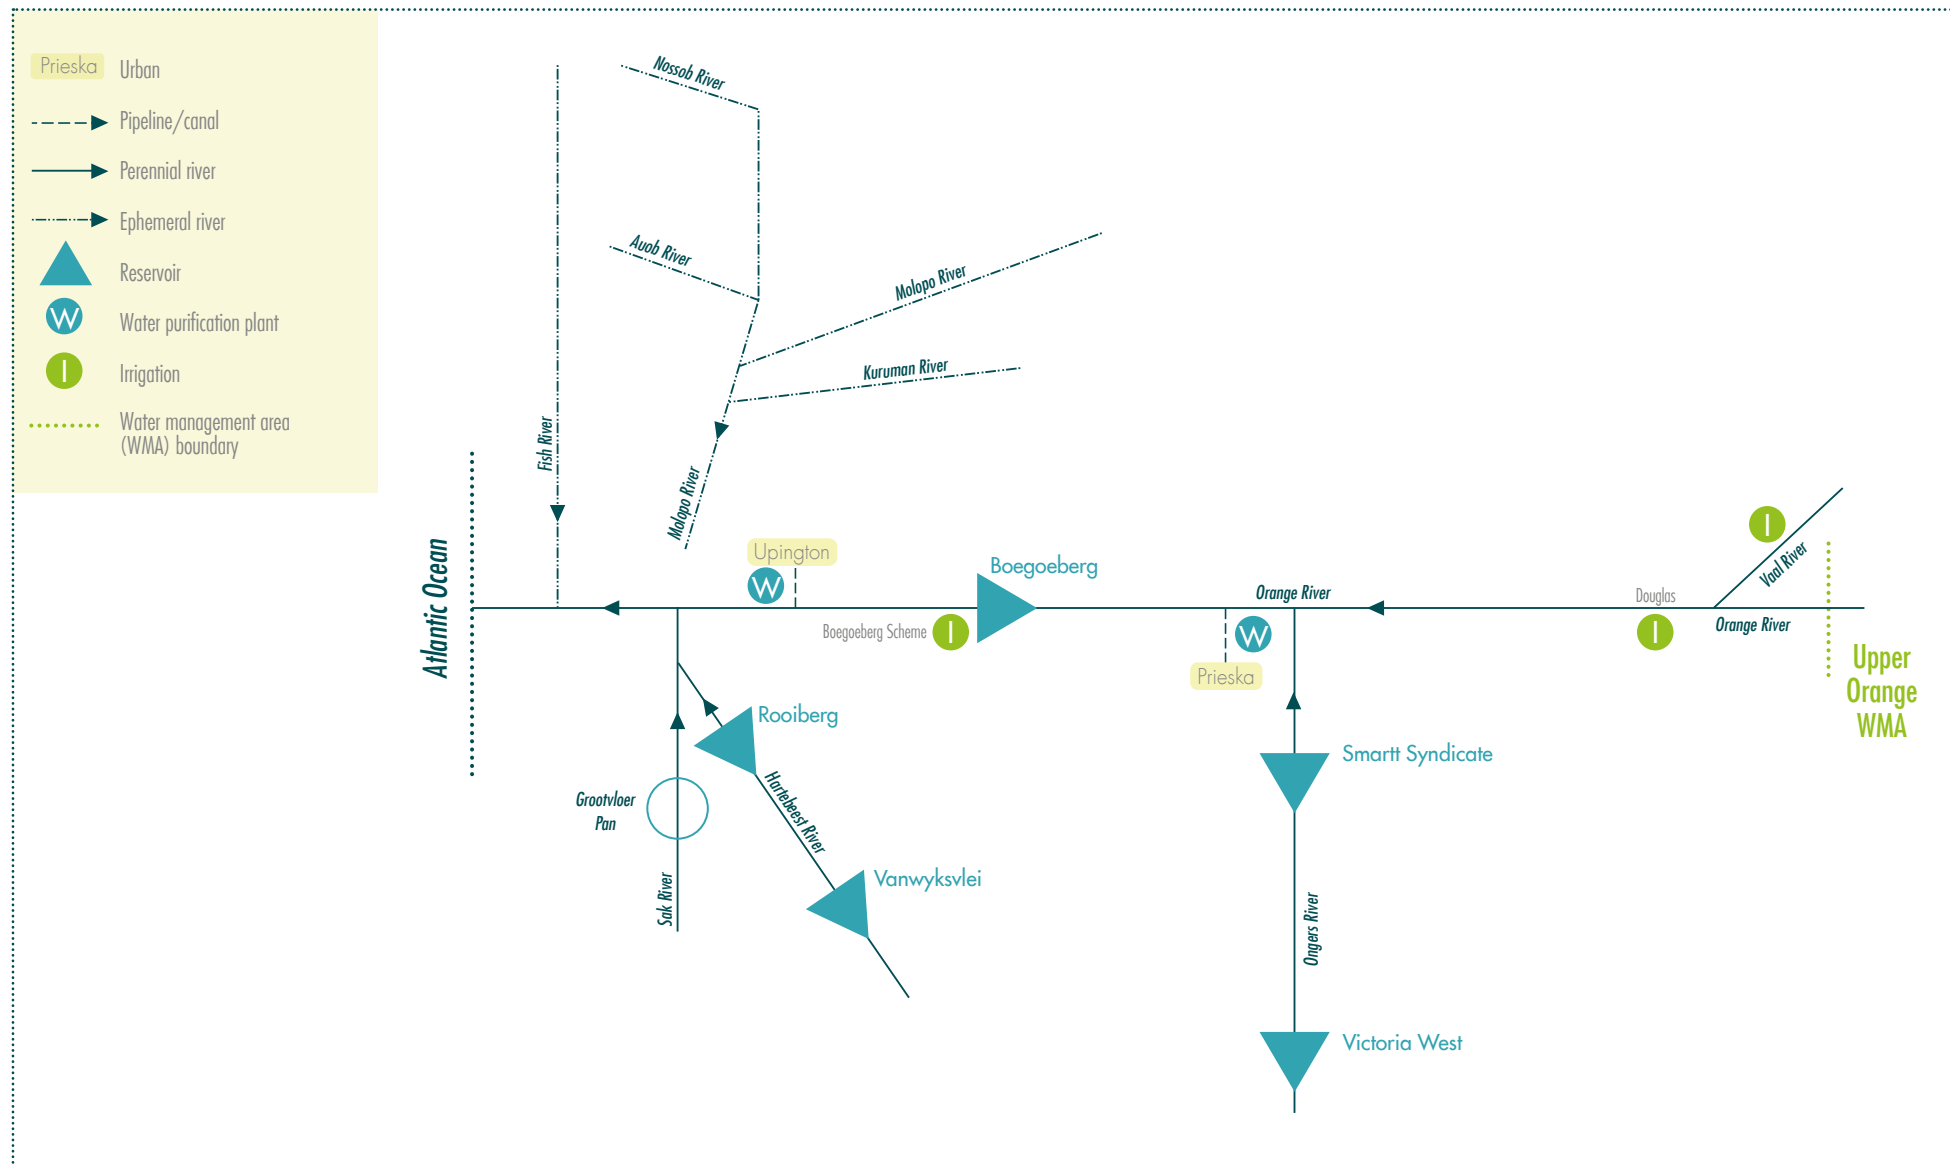 Prieska
Urban
Pipeline/canal
Perennial river
Ephemeral river
Reservoir
W
Water purification plant
I
Irrigation
Water management area
(WMA) boundary
Nossob River
Auob River
Molopo River
Kuruman River
Fish River
Molopo River
Atlantic Ocean
Upington
W
Boegoeberg
Boegoeberg Scheme
I
Orange River
W
Prieska
Douglas
I
I
Vaal River
Orange River
Upper
Orange
WMA
Rooiberg
Hartebeest River
Grootvloer
Pan
Sak River
Vanwyksvlei
Smartt Syndicate
Ongers River
Victoria West